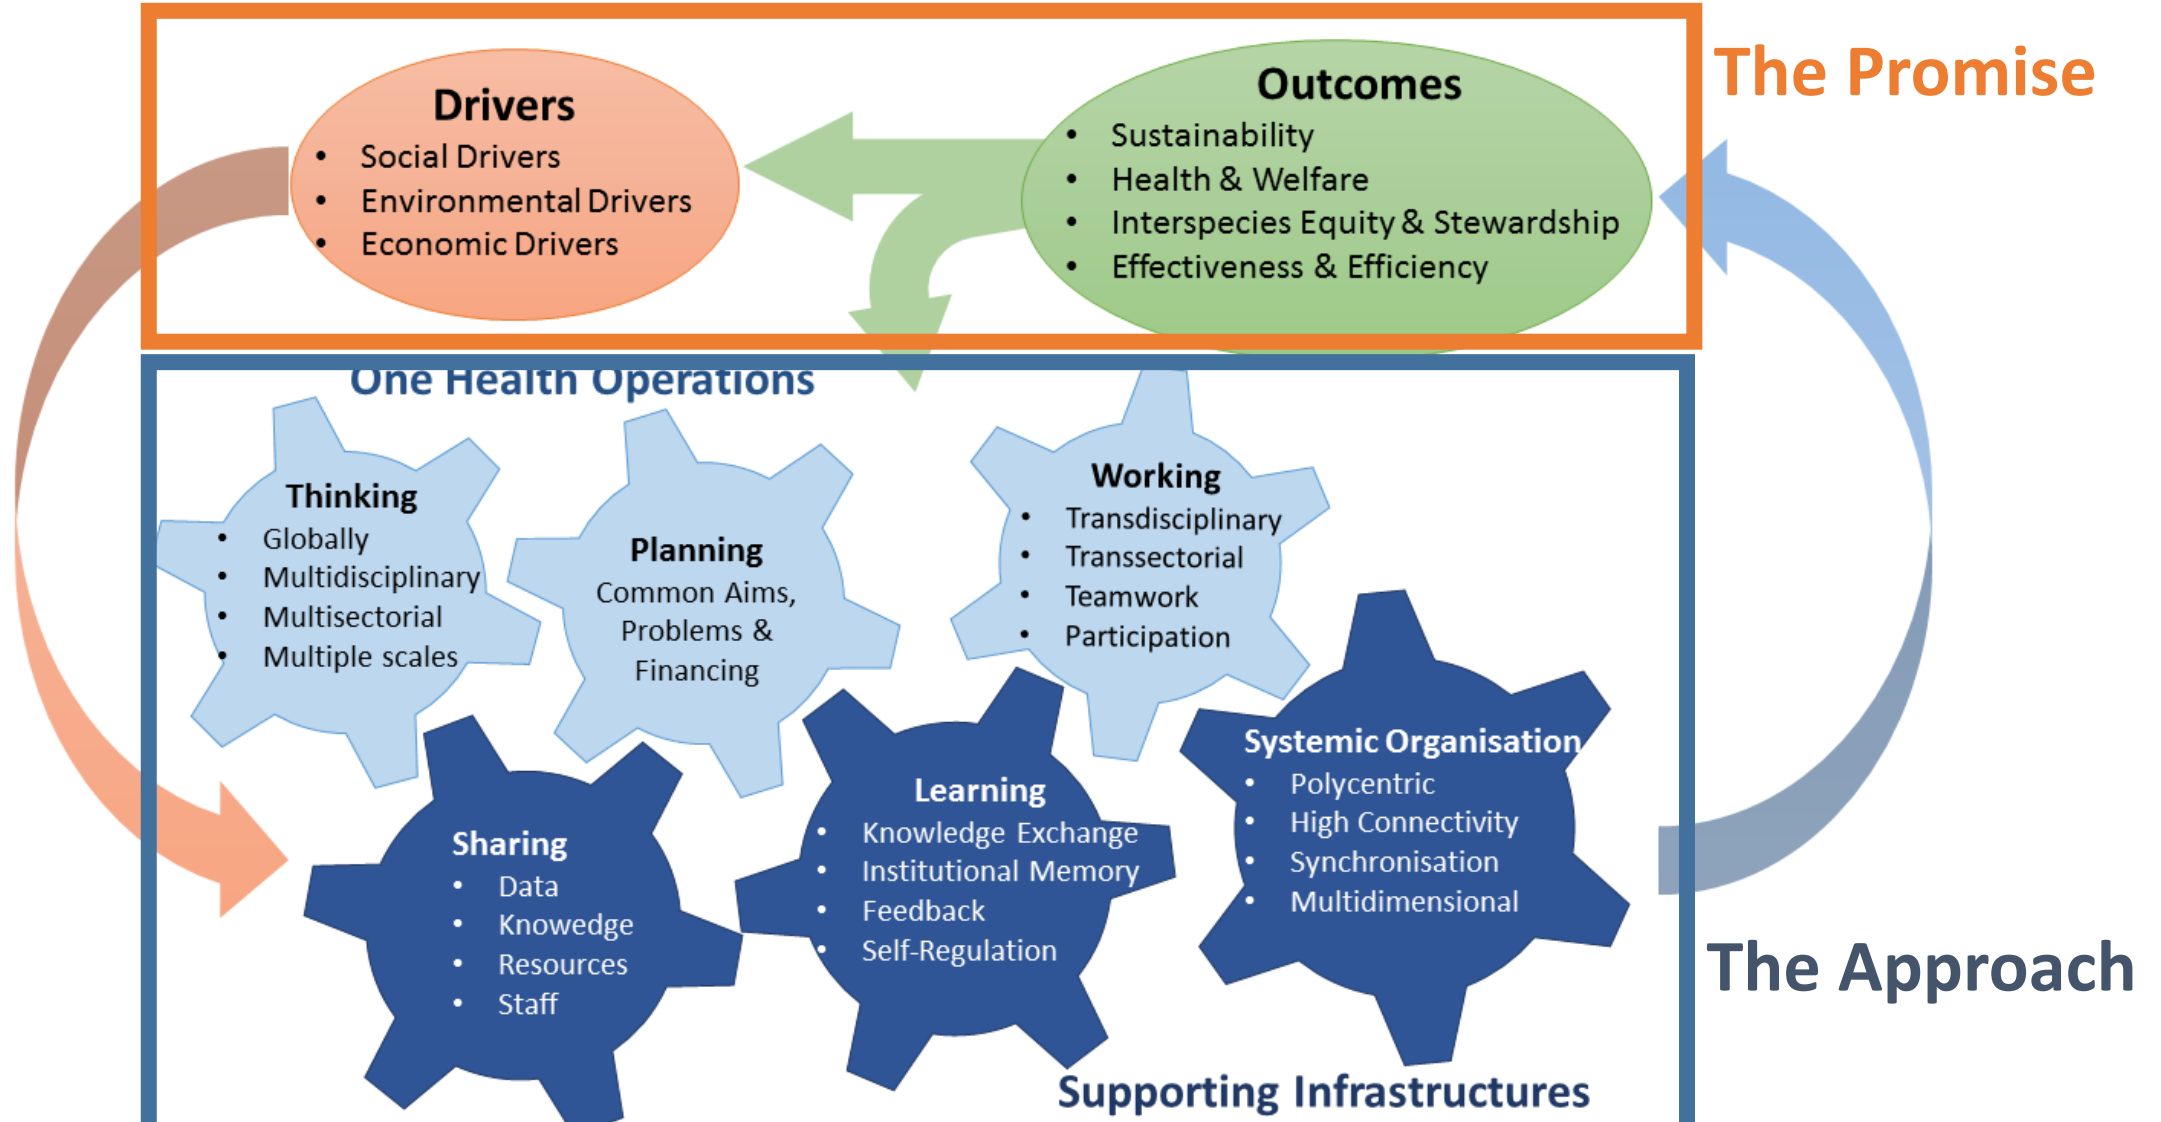 The Promise
Drivers
• Social Drivers
• Environmental Drivers
• Economic Drivers
Outcomes
• Sustainability
• Health & Welfare
• Interspecies Equity & Stewardship
• Effectiveness & Efficiency
One Health Operations
Thinking
• Globally
• Multidisciplinary
• Multisectorial
• Multiple scales
Planning
Common Aims,
Problems &
Financing
Working
• Transdisciplinary
• Transsectorial
• Teamwork
• Participation
Sharing
• Data
• Knowedge
• Resources
• Staff
Learning
• Knowledge Exchange
• Institutional Memory
• Feedback
• Self-Regulation
Systemic Organisation
• Polycentric
• High Connectivity
• Synchronisation
• Multidimensional
The Approach
Supporting Infrastructures